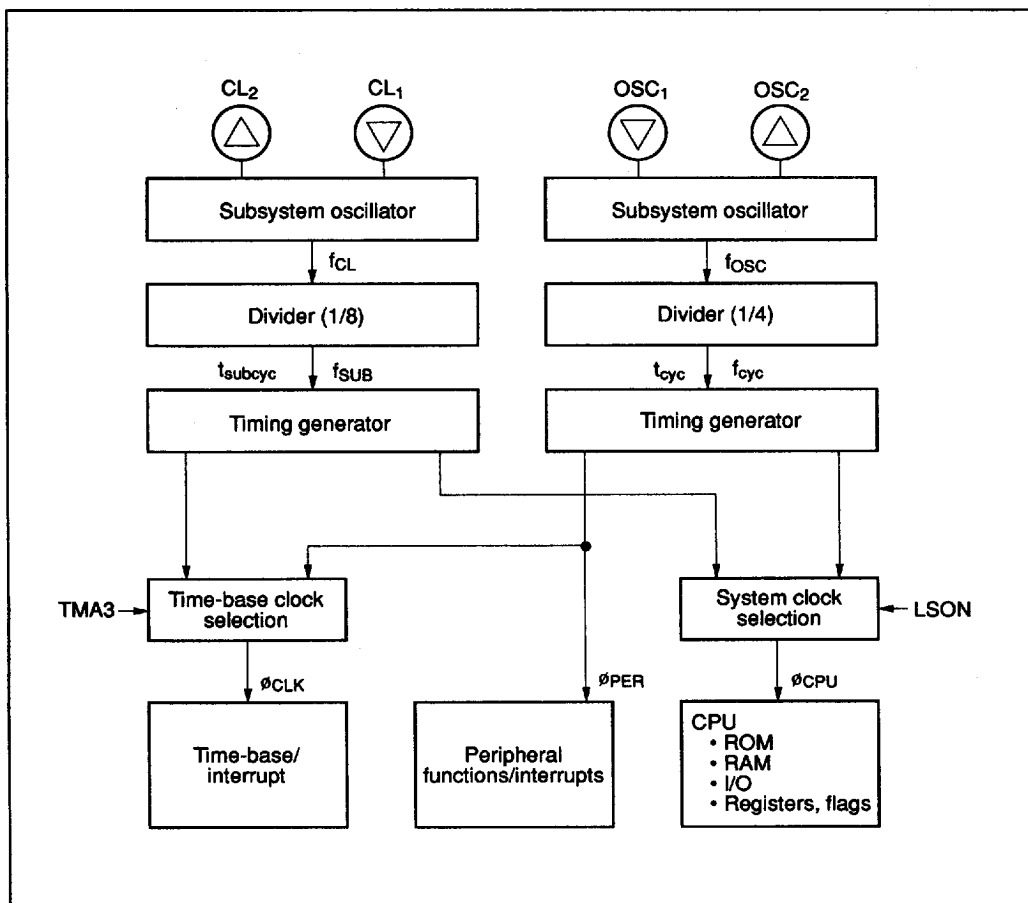 CL2
CL1
OSC1
OSC2
Subsystem oscillator
Subsystem oscillator
fCL
fOSC
Divider (1/8)
Divider (1/4)
tsubcyc
fSUB
tcyc
fcyc
Timing generator
Timing generator
TMA3
Time-base clock
selection
System clock
selection
LSON
øCLK
øPER
øCPU
Time-base/
interrupt
Peripheral
functions/interrupts
CPU
• ROM
• RAM
• I/O
• Registers, flags